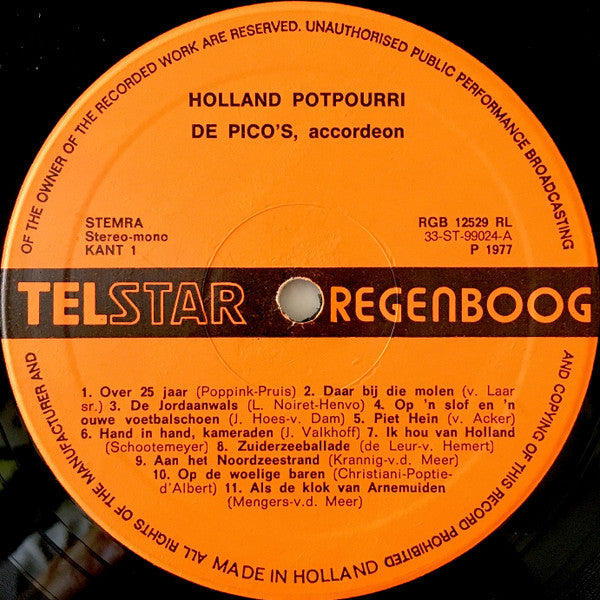 ALL RIGHTS OF THE MANUFACTURER AND OF THE OWNER OF THE RECORDED WORK ARE RESERVED. UNAUTHORISED PUBLIC PERFORMANCE BROADCASTING AND COPYING OF THIS RECORD PROHIBITED
HOLLAND POTPOURRI
DE PICO'S, accordeon
STEMRA
Stereo-mono
KANT 1
RGB 12529 RL
33-ST-99024-A
P 1977
TELSTAR REGENBOOG
1. Over 25 jaar (Poppink-Pruis) 2. Daar bij die molen (v. Laar
sr.) 3. De Jordaanwals (L. Noiret-Henvo) 4. Op 'n slof en 'n
ouwe voetbalschoen (J. Hoes-v. Dam) 5. Piet Hein (v. Acker)
6. Hand in hand, kameraden (J. Valkhoff) 7. Ik hou van Holland
(Schootemeyer) 8. Zuiderzeeballade (de Leur-v. Hemert)
9. Aan het Noordzeestrand (Krannig-v.d. Meer)
10. Op de woelige baren (Christiani-Poptie-
d'Albert) 11. Als de klok van Arnemuiden
(Mengers-v.d. Meer)
MADE IN HOLLAND